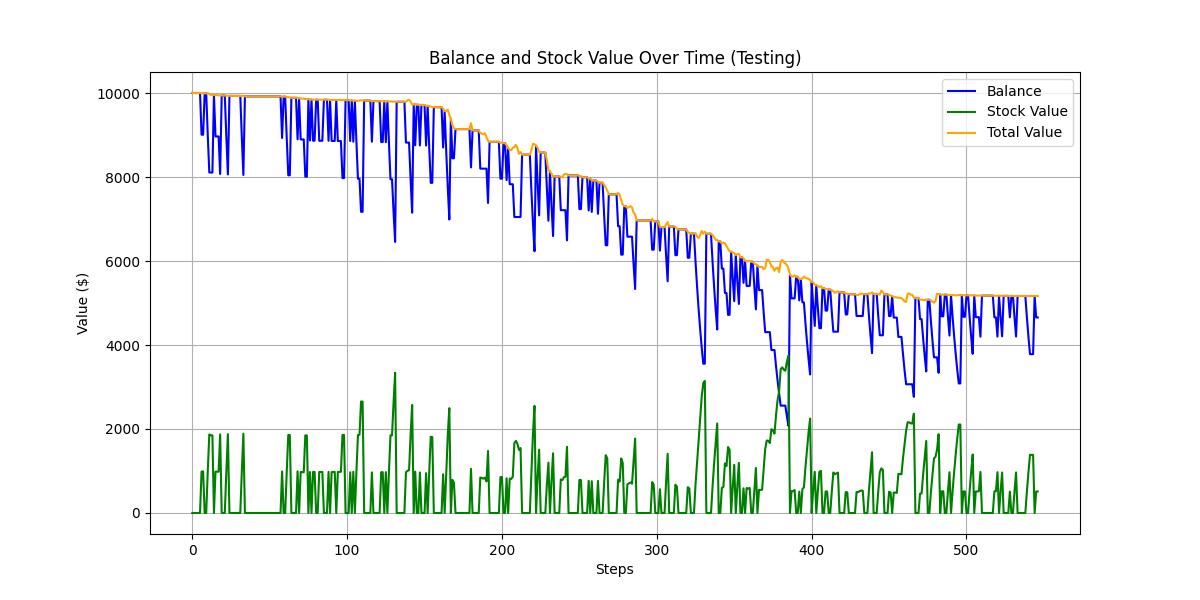 Balance and Stock Value Over Time (Testing)
Balance
Stock Value
Total Value
Value ($)
10000
8000
6000
4000
2000
0
0 100 200 300 400 500
Steps